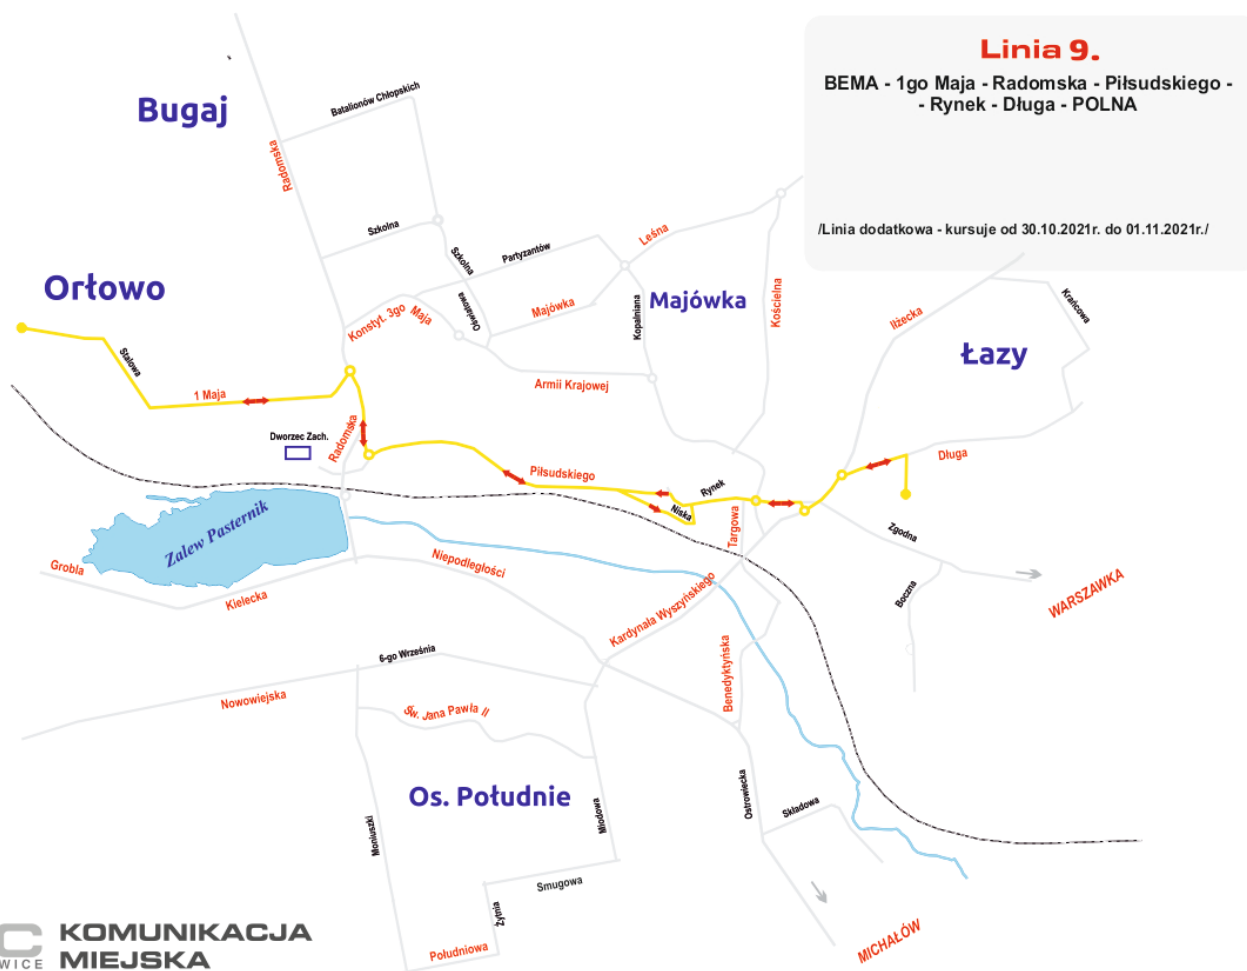 Linia 9.
BEMA - 1go Maja - Radomska - Piłsudskiego -
- Rynek - Długa - POLNA
/Linia dodatkowa - kursuje od 30.10.2021r. do 01.11.2021r./
Bugaj
Batalionów Chłopskich
Radomska
Szkolna
Szkolna
Partyzantów
Leśna
Orłowo
Konstyt. 3go Maja
Oświatowa
Majówka
Kopalniana
Majówka
Kościelna
Iłżecka
Krańcowa
Łazy
Stalowa
1 Maja
Armii Krajowej
Dworzec Zach.
Radomska
Piłsudskiego
Rynek
Niska
Targowa
Długa
Zgodna
Boczna
WARSZAWKA
Zalew Pasternik
Grobla
Kielecka
Niepodległości
Kardynała Wyszyńskiego
Benedyktyńska
6-go Września
Nowowiejska
Św. Jana Pawła II
Os. Południe
Moniuszki
Miodowa
Ostrowiecka
Składowa
Smugowa
Żytnia
Południowa
MICHAŁÓW
KOMUNIKACJA
WICE MIEJSKA